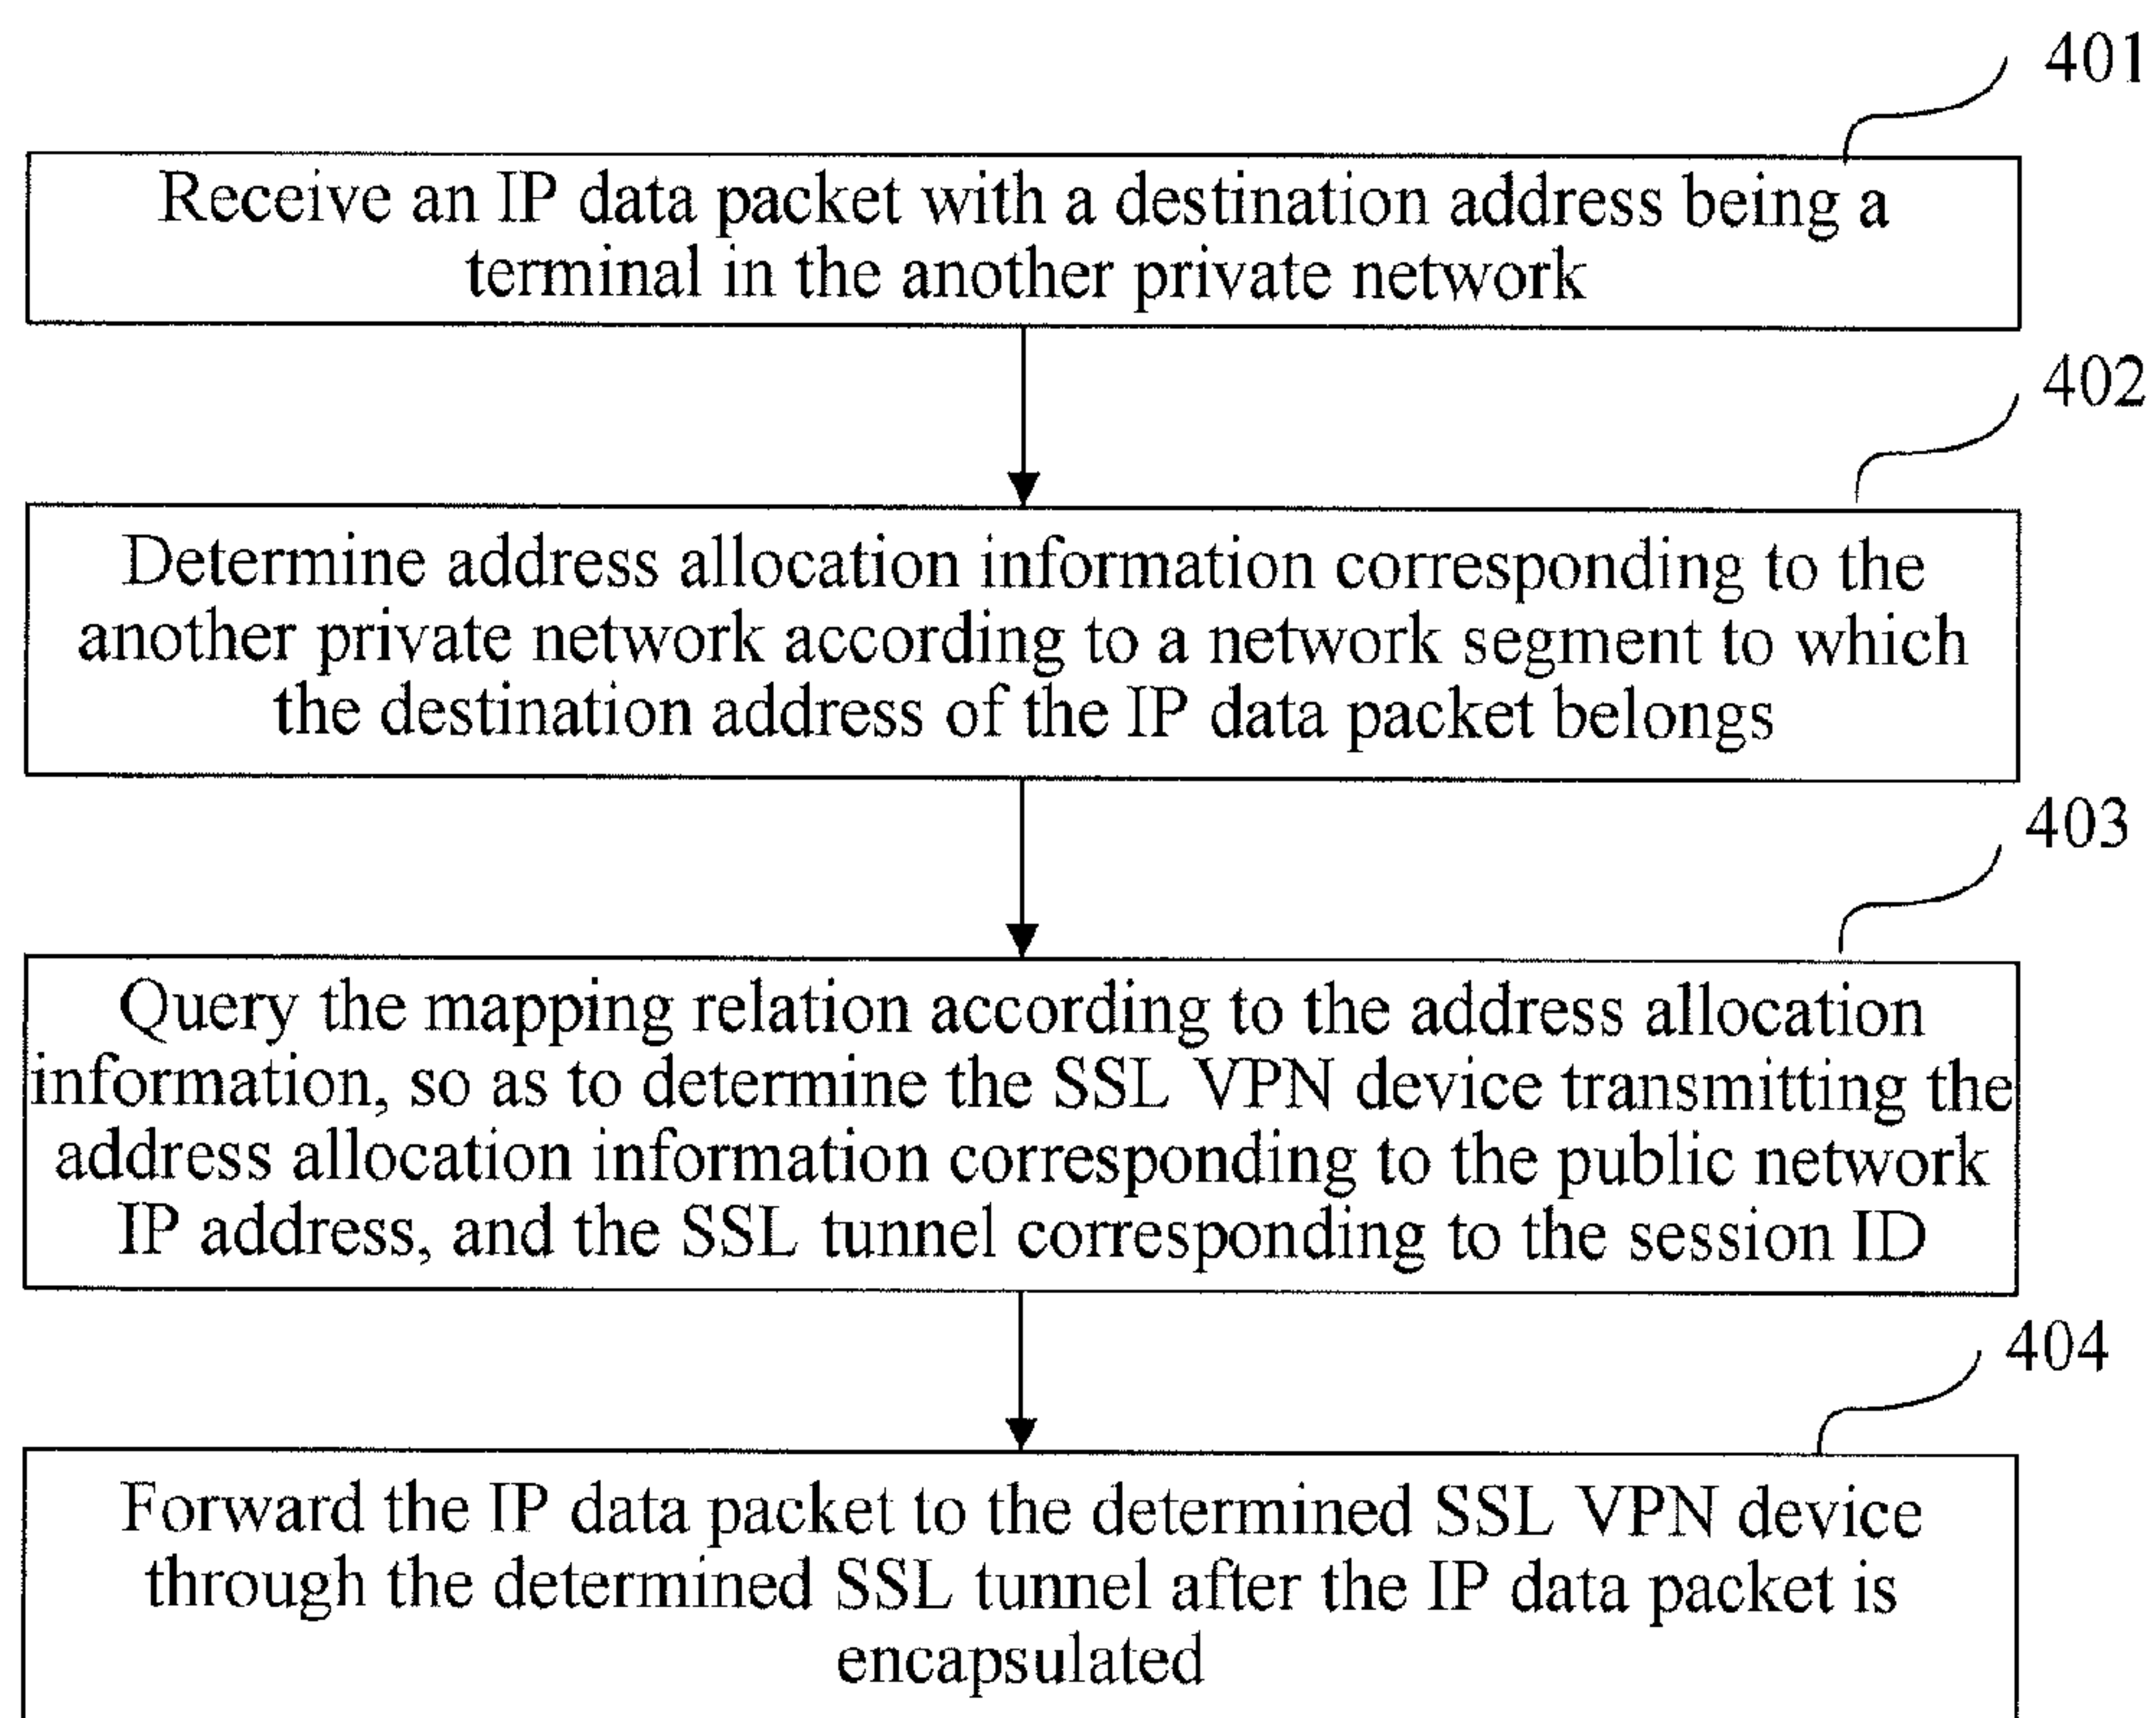 401
Receive an IP data packet with a destination address being a
terminal in the another private network
402
Determine address allocation information corresponding to the
another private network according to a network segment to which
the destination address of the IP data packet belongs
403
Query the mapping relation according to the address allocation
information, so as to determine the SSL VPN device transmitting the
address allocation information corresponding to the public network
IP address, and the SSL tunnel corresponding to the session ID
404
Forward the IP data packet to the determined SSL VPN device
through the determined SSL tunnel after the IP data packet is
encapsulated